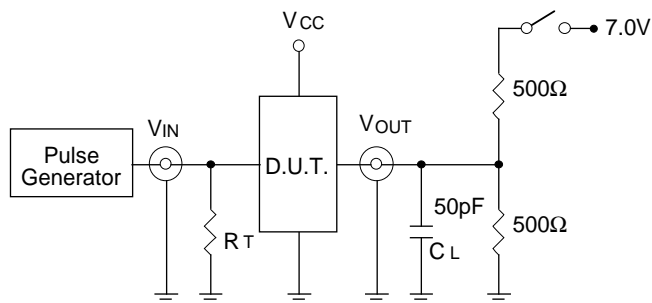 VCC
7.0V
500Ω
VIN
VOUT
Pulse
Generator
D.U.T.
50pF
500Ω
RT
CL